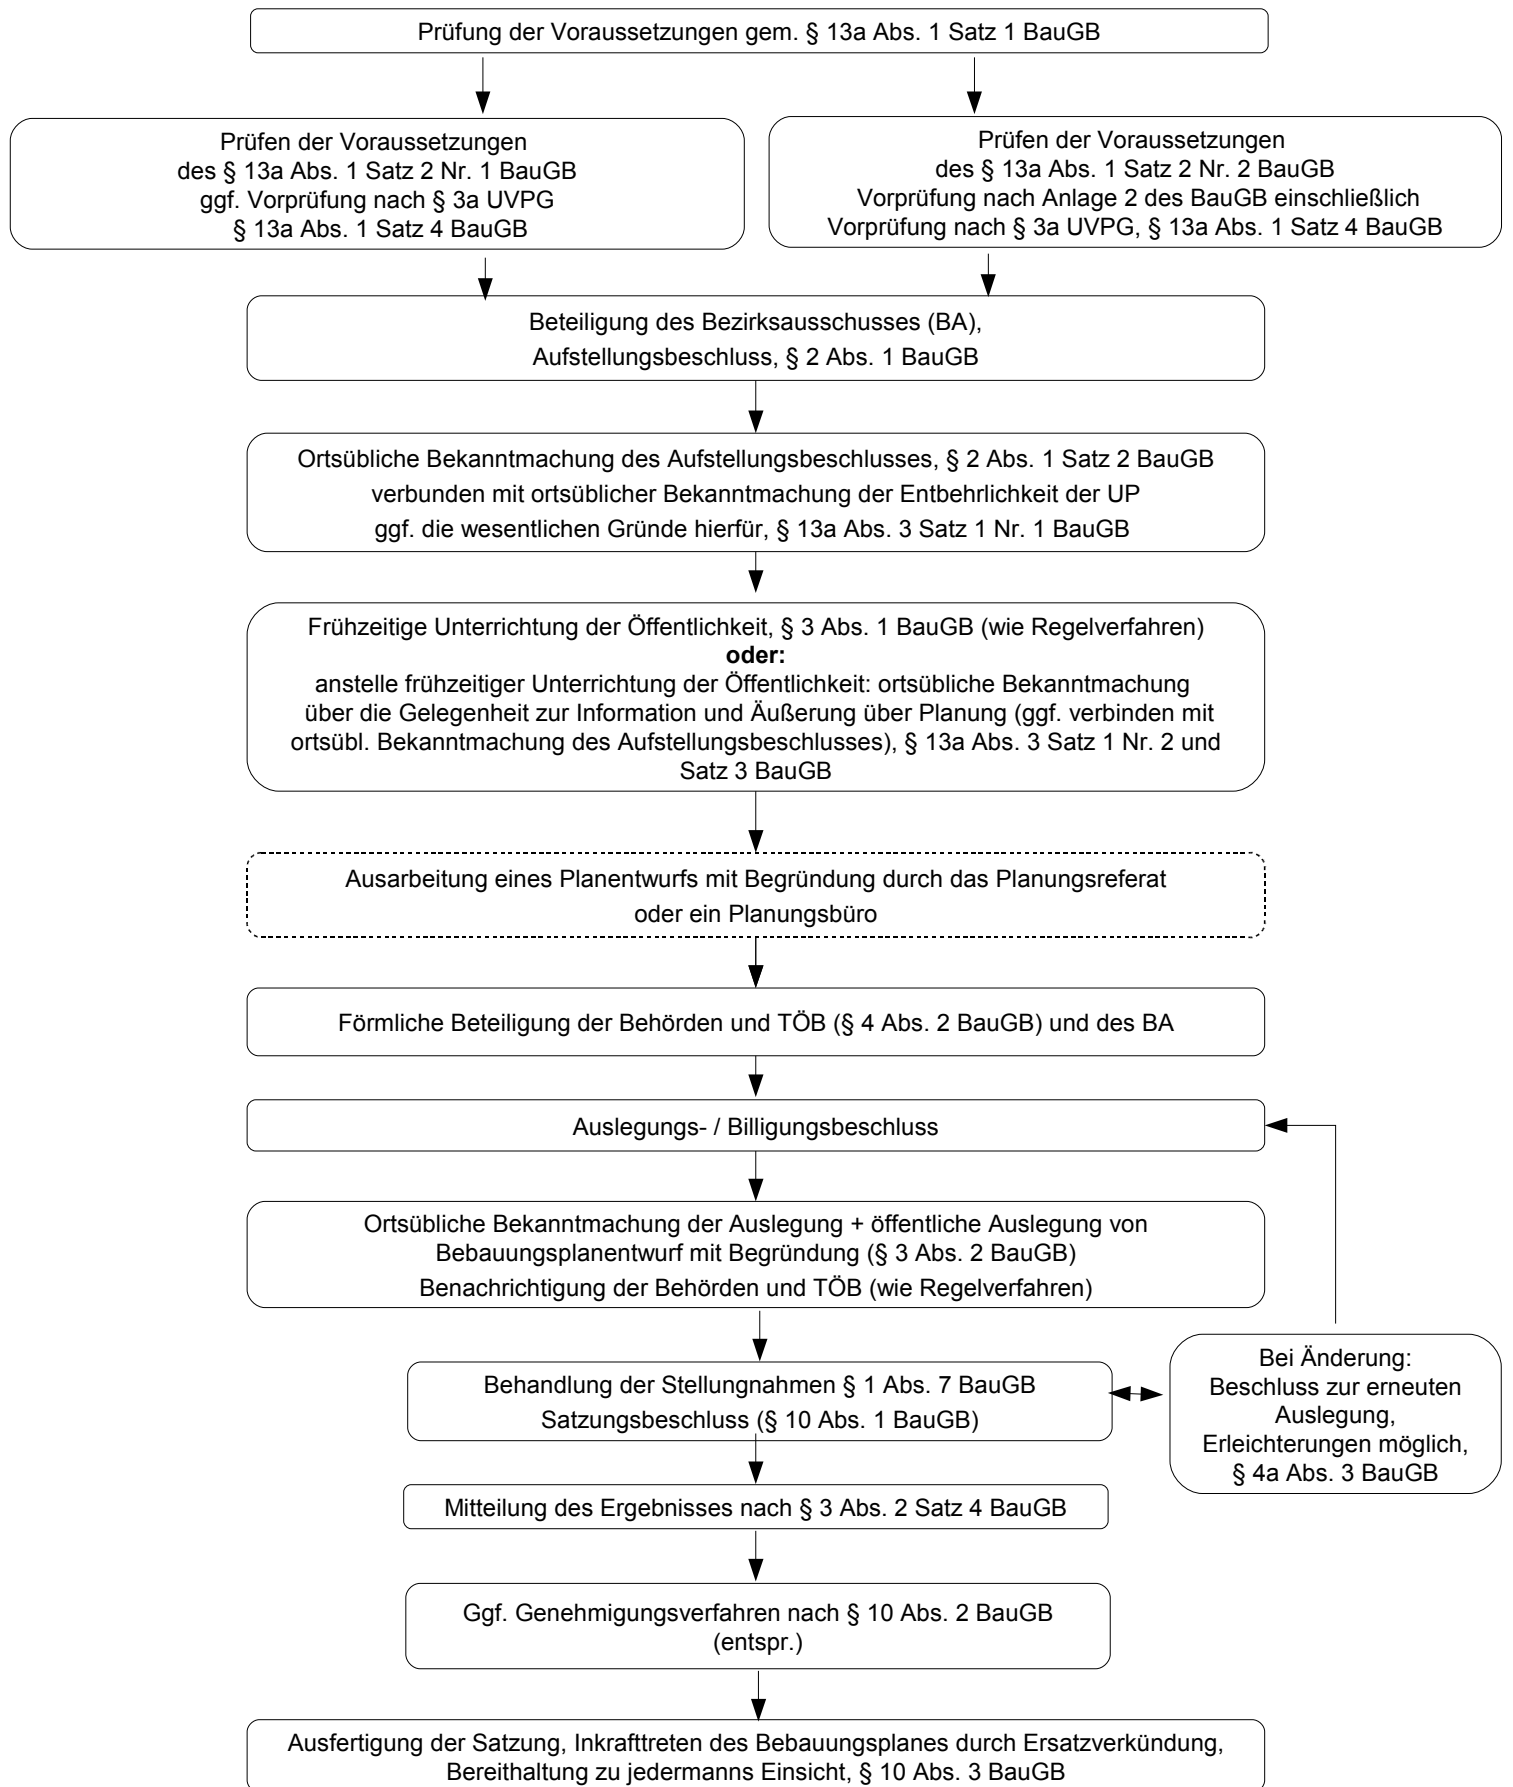 Prüfung der Voraussetzungen gem. § 13a Abs. 1 Satz 1 BauGB
Prüfen der Voraussetzungen
des § 13a Abs. 1 Satz 2 Nr. 1 BauGB
ggf. Vorprüfung nach § 3a UVPG
§ 13a Abs. 1 Satz 4 BauGB
Prüfen der Voraussetzungen
des § 13a Abs. 1 Satz 2 Nr. 2 BauGB
Vorprüfung nach Anlage 2 des BauGB einschließlich
Vorprüfung nach § 3a UVPG, § 13a Abs. 1 Satz 4 BauGB
Beteiligung des Bezirksausschusses (BA),
Aufstellungsbeschluss, § 2 Abs. 1 BauGB
Ortsübliche Bekanntmachung des Aufstellungsbeschlusses, § 2 Abs. 1 Satz 2 BauGB
verbunden mit ortsüblicher Bekanntmachung der Entbehrlichkeit der UP
ggf. die wesentlichen Gründe hierfür, § 13a Abs. 3 Satz 1 Nr. 1 BauGB
Frühzeitige Unterrichtung der Öffentlichkeit, § 3 Abs. 1 BauGB (wie Regelverfahren)
oder:
anstelle frühzeitiger Unterrichtung der Öffentlichkeit: ortsübliche Bekanntmachung
über die Gelegenheit zur Information und Äußerung über Planung (ggf. verbinden mit
ortsübl. Bekanntmachung des Aufstellungsbeschlusses), § 13a Abs. 3 Satz 1 Nr. 2 und
Satz 3 BauGB
Ausarbeitung eines Planentwurfs mit Begründung durch das Planungsreferat
oder ein Planungsbüro
Förmliche Beteiligung der Behörden und TÖB (§ 4 Abs. 2 BauGB) und des BA
Auslegungs- / Billigungsbeschluss
Ortsübliche Bekanntmachung der Auslegung + öffentliche Auslegung von
Bebauungsplanentwurf mit Begründung (§ 3 Abs. 2 BauGB)
Benachrichtigung der Behörden und TÖB (wie Regelverfahren)
Behandlung der Stellungnahmen § 1 Abs. 7 BauGB
Satzungsbeschluss (§ 10 Abs. 1 BauGB)
Bei Änderung:
Beschluss zur erneuten
Auslegung,
Erleichterungen möglich,
§ 4a Abs. 3 BauGB
Mitteilung des Ergebnisses nach § 3 Abs. 2 Satz 4 BauGB
Ggf. Genehmigungsverfahren nach § 10 Abs. 2 BauGB
(entspr.)
Ausfertigung der Satzung, Inkrafttreten des Bebauungsplanes durch Ersatzverkündung,
Bereithaltung zu jedermanns Einsicht, § 10 Abs. 3 BauGB